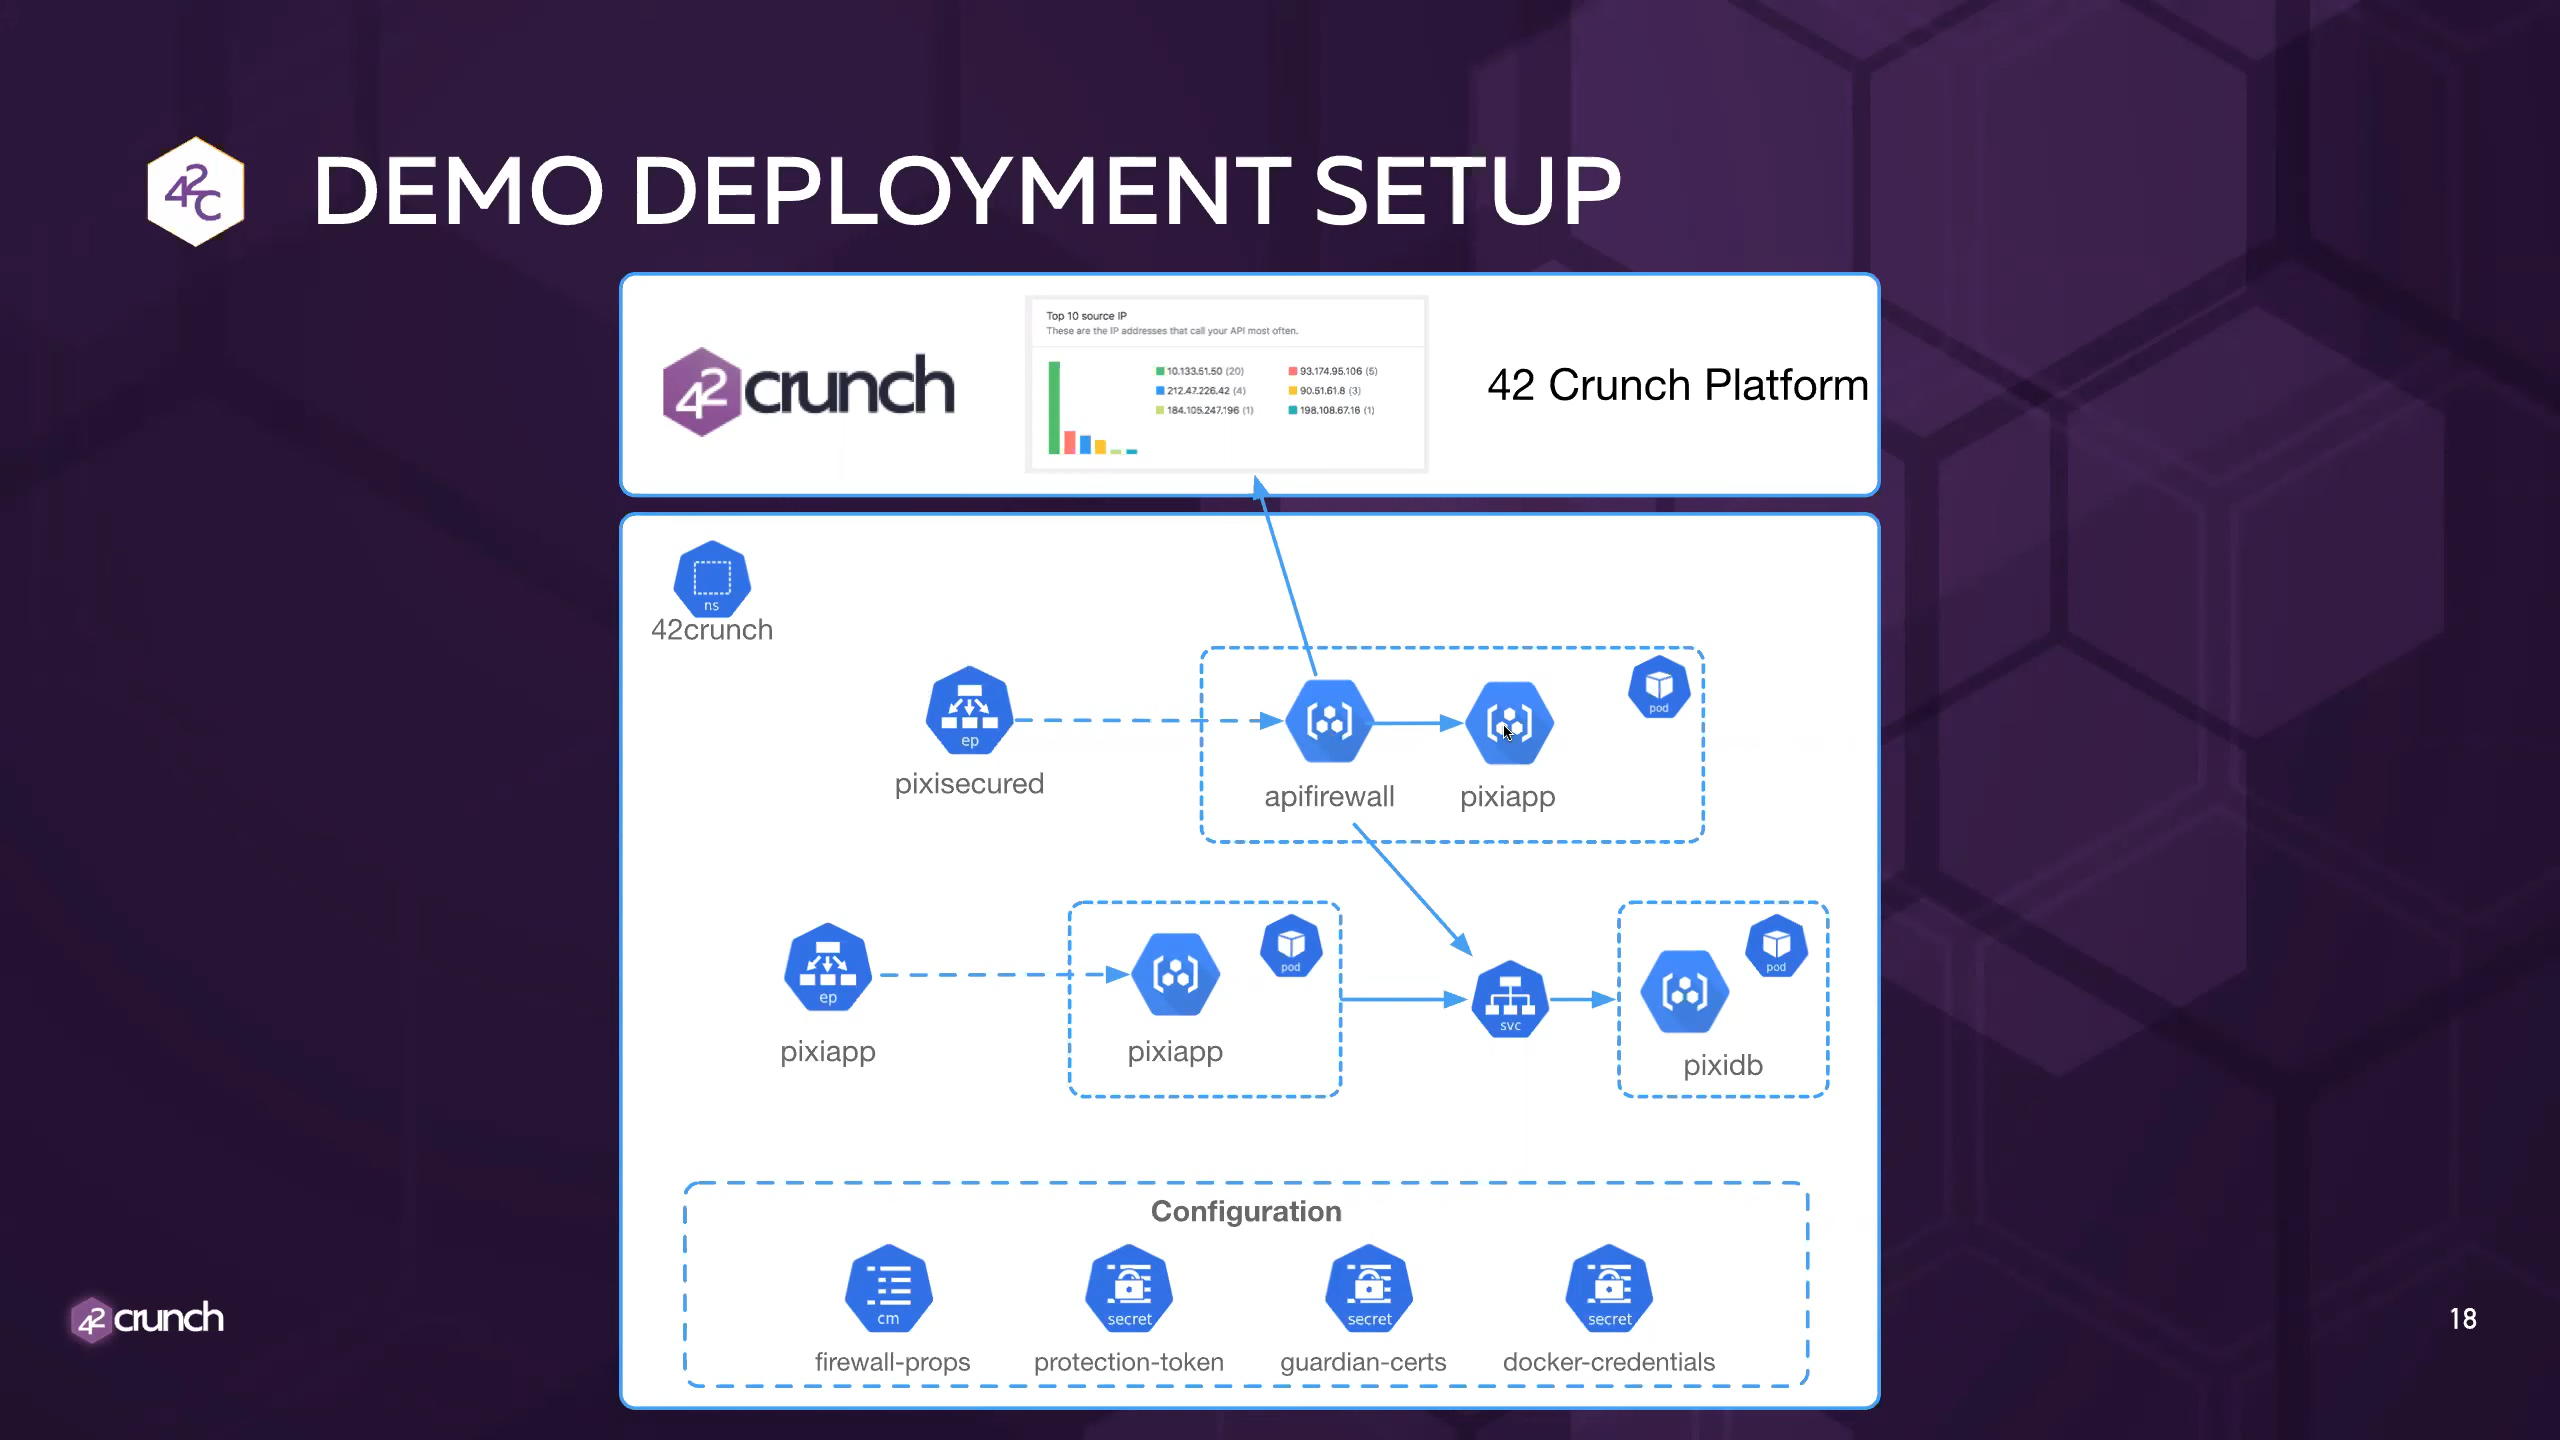 42C
DEMO DEPLOYMENT SETUP
42crunch
Top 10 source IP
These are the IP addresses that call your API most often.
10.133.51.50 (20)
93.174.95.106 (5)
212.47.226.42 (4)
90.51.61.8 (3)
184.105.247.196 (1)
198.108.67.16 (1)
42 Crunch Platform
ns
42crunch
ep
pixisecured
apifirewall
pixiapp
pod
ep
pixiapp
pixiapp
pod
svc
pod
pixidb
Configuration
cm
firewall-props
secret
protection-token
secret
guardian-certs
secret
docker-credentials
42crunch
18